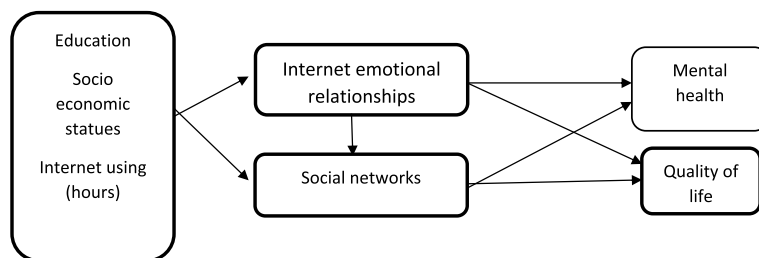 Education
Socio
economic
statues
Internet using
(hours)
Internet emotional
relationships
Social networks
Mental
health
Quality of
life